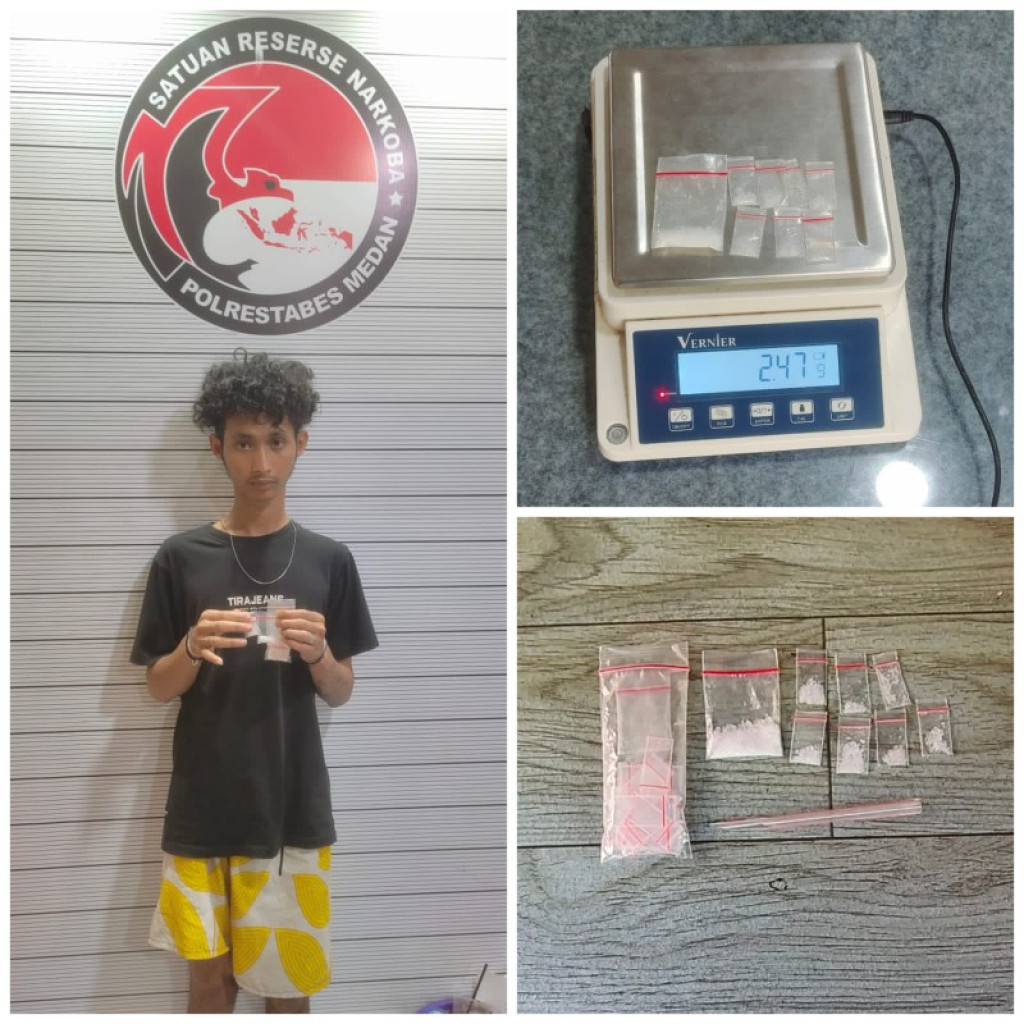 SATUAN RESERSE NARKOBA
POLRESTABES MEDAN
TIRAJEANS
VERNIER
2.47 g